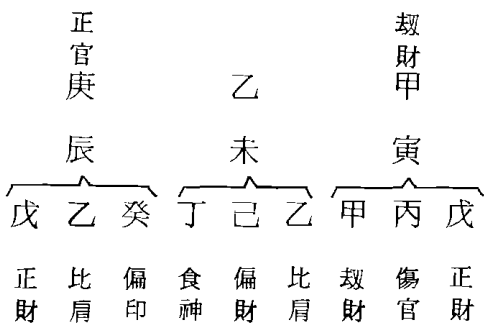 正官 劫財
庚 乙 甲
辰 未 寅
戊 乙 癸 丁 己 乙 甲 丙 戊
正財 比肩 偏印 食神 偏財 比肩 劫財 傷官 正財